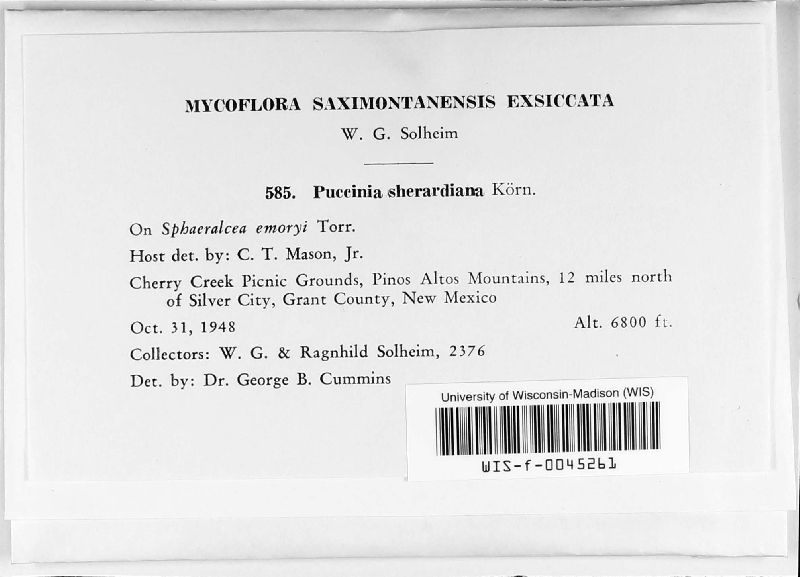 MYCOFLORA SAXIMONTANENSIS EXSICCATA
W. G. Solheim
585. Puccinia sherardiana Körn.
On Sphaeralcea emoryi Torr.
Host det. by: C. T. Mason, Jr.
Cherry Creek Picnic Grounds, Pinos Altos Mountains, 12 miles north
of Silver City, Grant County, New Mexico
Oct. 31, 1948 Alt. 6800 ft.
Collectors: W. G. & Ragnhild Solheim, 2376
Det. by: Dr. George B. Cummins
University of Wisconsin-Madison (WIS)
WIS-f-0045261